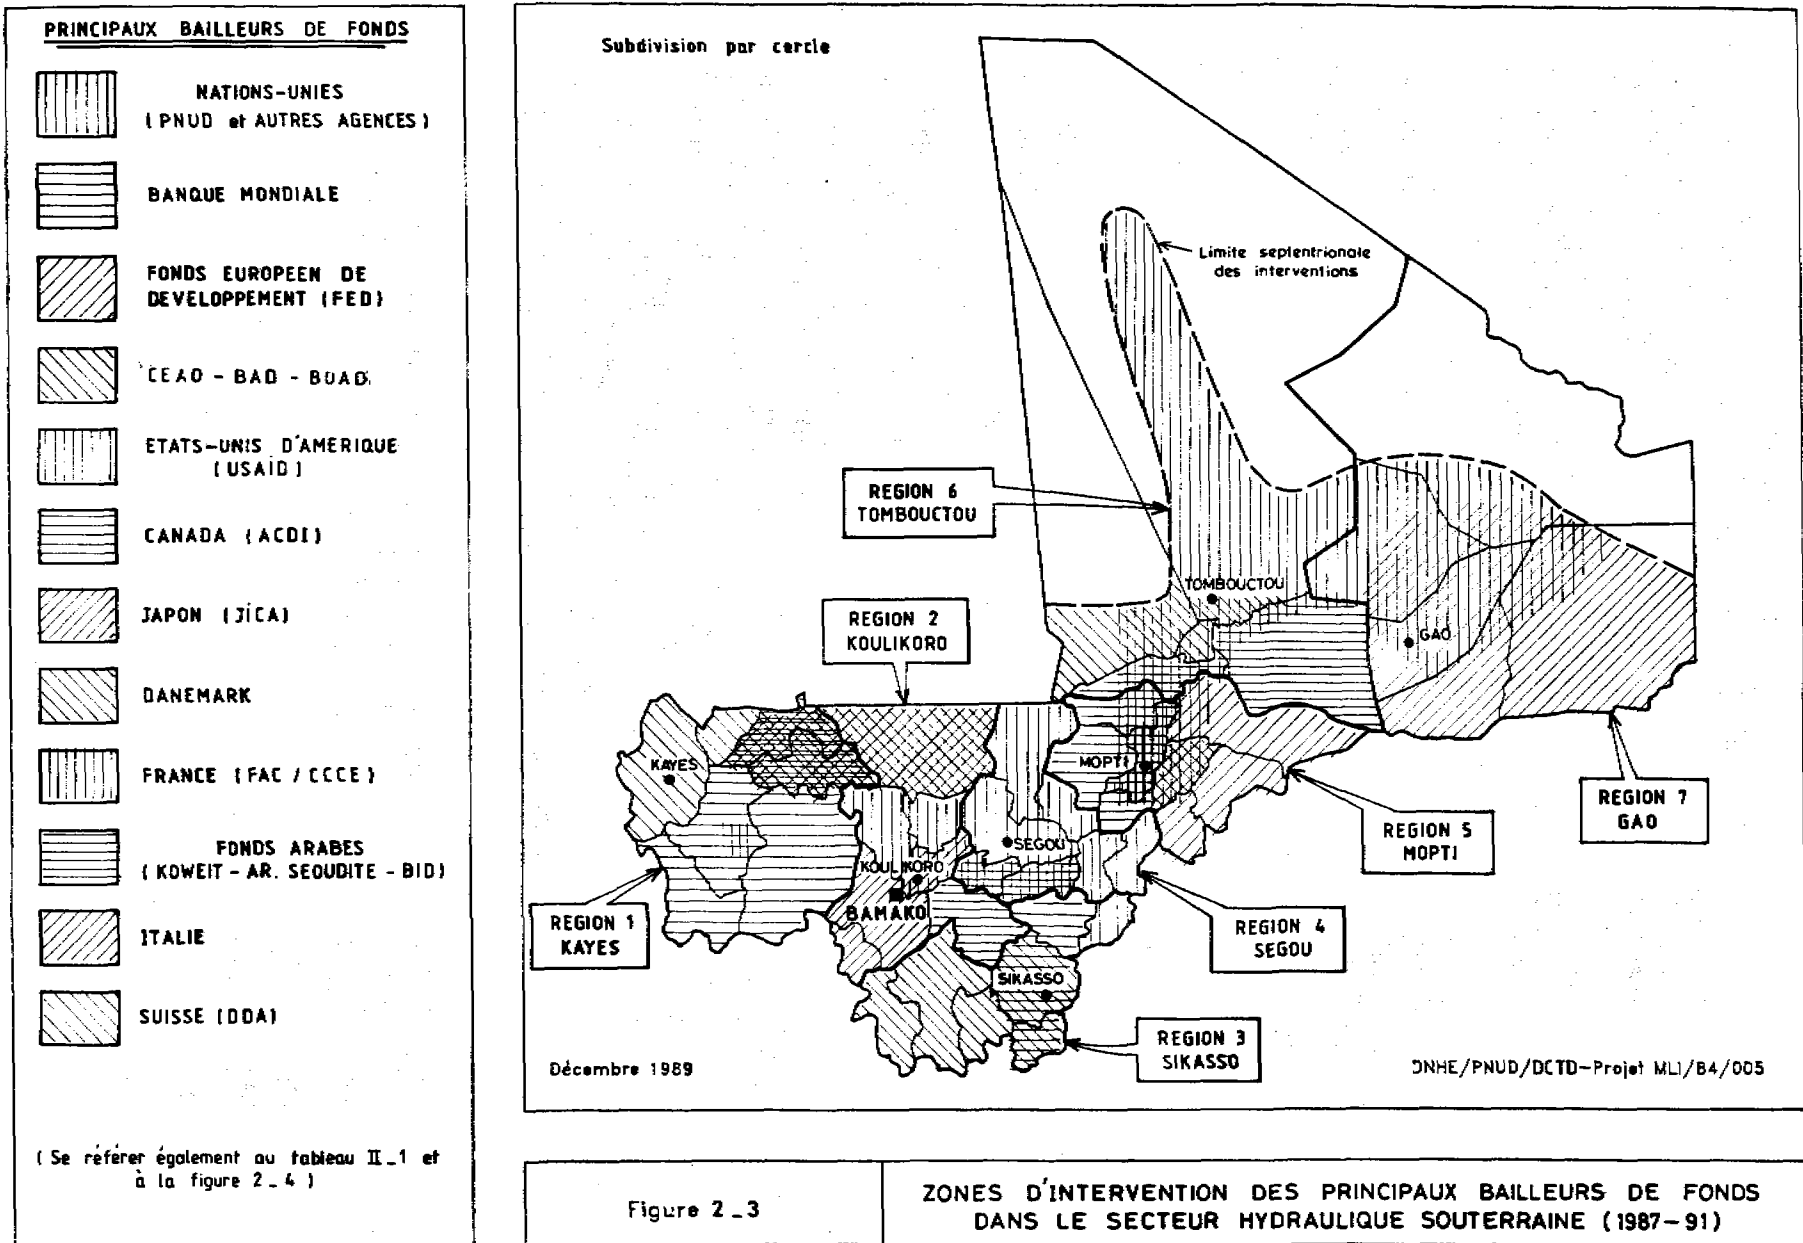 PRINCIPAUX BAILLEURS DE FONDS
NATIONS-UNIES
(PNUD et AUTRES AGENCES)
BANQUE MONDIALE
FONDS EUROPEEN DE
DEVELOPPEMENT (FED)
CEAO - BAD - BOAD
ETATS-UNIS D'AMERIQUE
(USAID)
CANADA (ACDI)
JAPON (JICA)
DANEMARK
FRANCE (FAC / CCCE)
FONDS ARABES
(KOWEIT - AR. SEOUDITE - BID)
ITALIE
SUISSE (DDA)
(Se référer également au tableau II_1 et
à la figure 2_4)
Subdivision par cercle
Limite septentrionale
des interventions
REGION 6
TOMBOUCTOU
TOMBOUCTOU
REGION 2
KOULIKORO
GAO
KAYES
MOPTI
REGION 7
GAO
REGION 5
MOPTI
SEGOU
KOULIKORO
BAMAKO
REGION 1
KAYES
REGION 4
SEGOU
SIKASSO
REGION 3
SIKASSO
Décembre 1989
DNHE/PNUD/DCTD-Projet MLI/84/005
Figure 2_3
ZONES D'INTERVENTION DES PRINCIPAUX BAILLEURS DE FONDS
DANS LE SECTEUR HYDRAULIQUE SOUTERRAINE (1987-91)